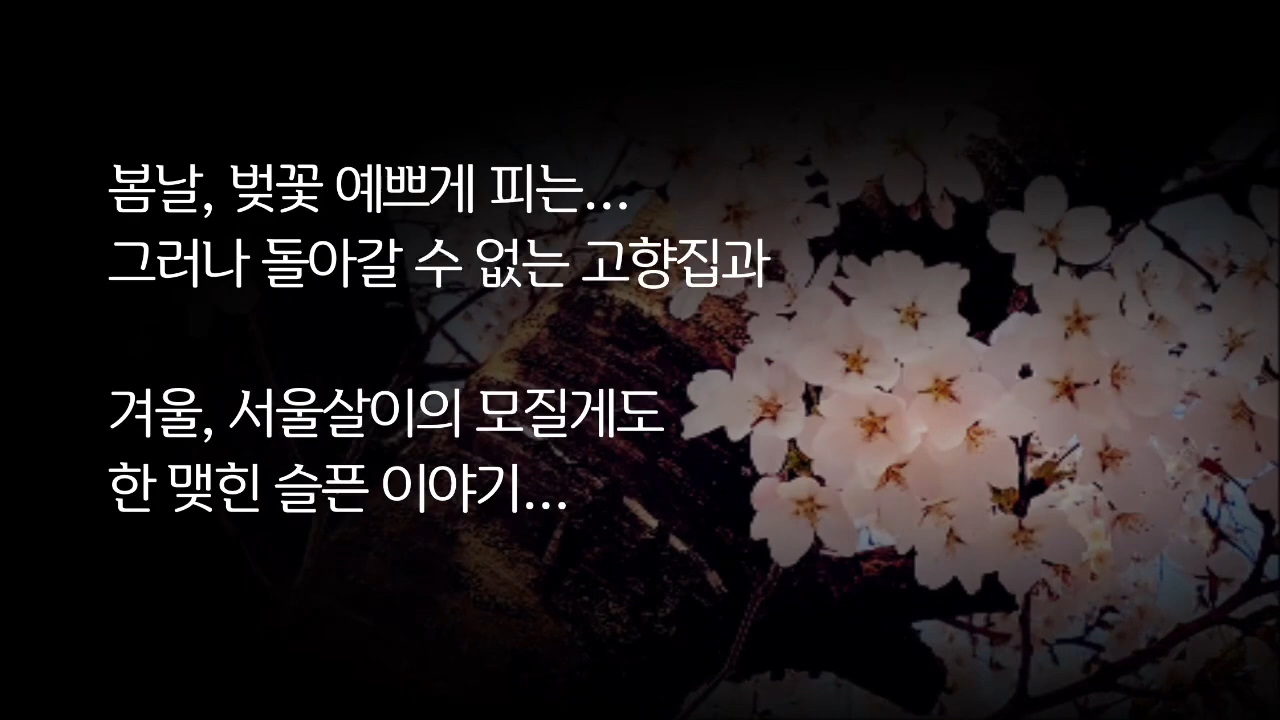 봄날, 벚꽃 예쁘게 피는...
그러나 돌아갈 수 없는 고향집과
겨울, 서울살이의 모질게도
한 맺힌 슬픈 이야기...